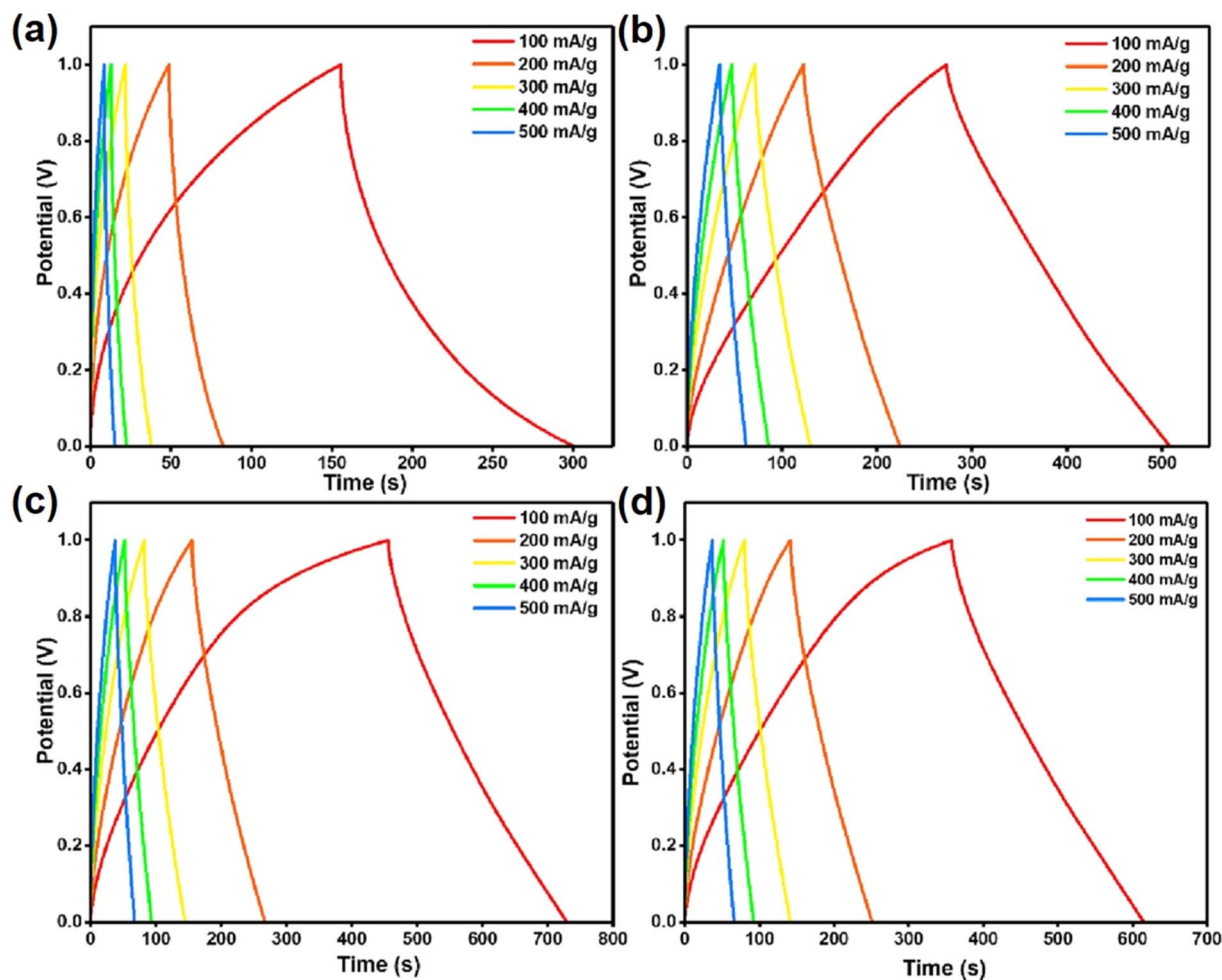 (a)
100 mA/g
200 mA/g
300 mA/g
400 mA/g
500 mA/g
1.0
0.8
0.6
0.4
0.2
0.0
Potential (V)
0 50 100 150 200 250 300
Time (s)
(b)
100 mA/g
200 mA/g
300 mA/g
400 mA/g
500 mA/g
1.0
0.8
0.6
0.4
0.2
0.0
Potential (V)
0 100 200 300 400 500
Time (s)
(c)
100 mA/g
200 mA/g
300 mA/g
400 mA/g
500 mA/g
1.0
0.8
0.6
0.4
0.2
0.0
Potential (V)
0 100 200 300 400 500 600 700 800
Time (s)
(d)
100 mA/g
200 mA/g
300 mA/g
400 mA/g
500 mA/g
1.0
0.8
0.6
0.4
0.2
0.0
Potential (V)
0 100 200 300 400 500 600 700
Time (s)